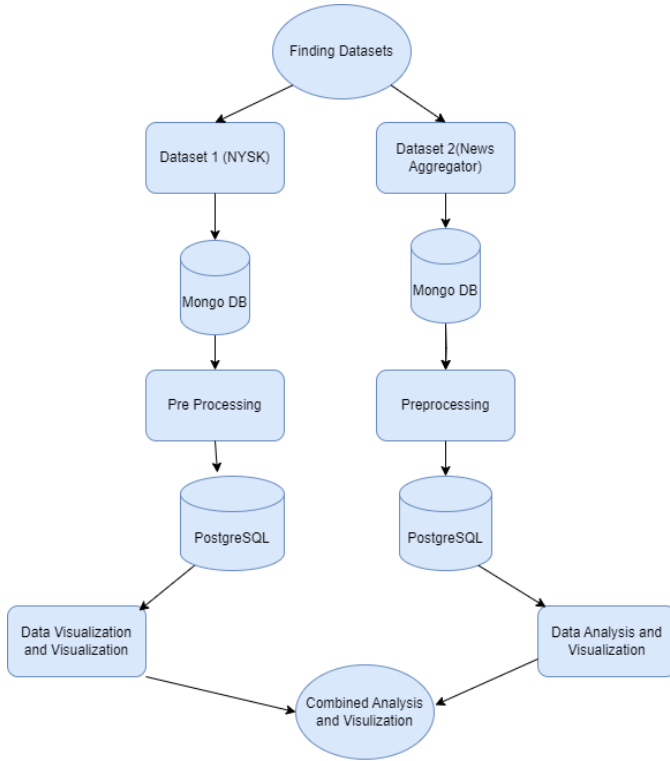 Finding Datasets
Dataset 1 (NYSK)
Dataset 2(News
Aggregator)
Mongo DB
Mongo DB
Pre Processing
Preprocessing
PostgreSQL
PostgreSQL
Data Visualization
and Visualization
Data Analysis and
Visualization
Combined Analysis
and Visulization